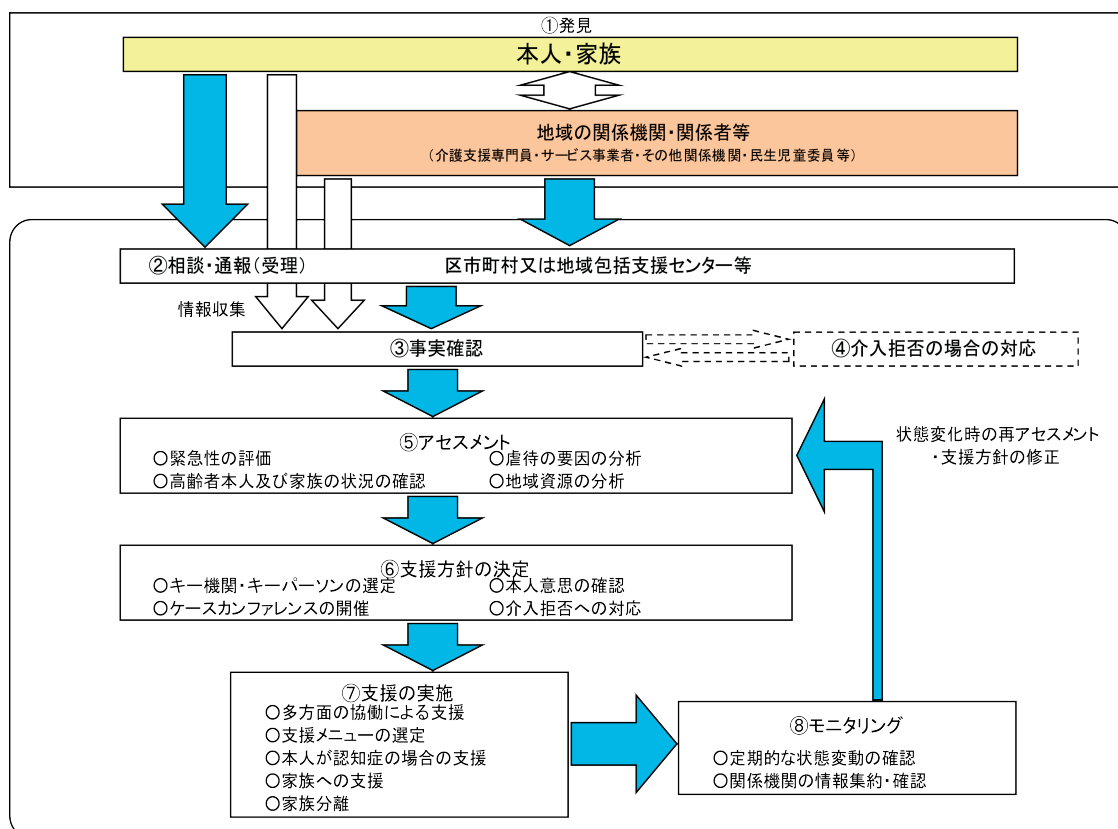 ①発見
本人・家族
地域の関係機関・関係者等
(介護支援専門員・サービス事業者・その他関係機関・民生児童委員等)
②相談・通報(受理) 区市町村又は地域包括支援センター等
情報収集
③事実確認
④介入拒否の場合の対応
⑤アセスメント
○緊急性の評価 ○虐待の要因の分析
○高齢者本人及び家族の状況の確認 ○地域資源の分析
状態変化時の再アセスメント
・支援方針の修正
⑥支援方針の決定
○キー機関・キーパーソンの選定 ○本人意思の確認
○ケースカンファレンスの開催 ○介入拒否への対応
⑦支援の実施
○多方面の協働による支援
○支援メニューの選定
○本人が認知症の場合の支援
○家族への支援
○家族分離
⑧モニタリング
○定期的な状態変動の確認
○関係機関の情報集約・確認